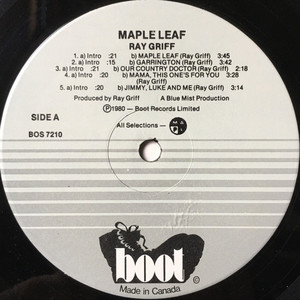 MAPLE LEAF
RAY GRIFF
1. a) Intro :21 b) MAPLE LEAF (Ray Griff) 3:45
2. a) Intro :15 b) GARRINGTON (Ray Griff) 3:42
3. a) Intro :21 b) OUR COUNTRY DOCTOR (Ray Griff) 2:18
4. a) Intro :20 b) MAMA, THIS ONE'S FOR YOU 3:28
(Ray Griff)
5. a) Intro :20 b) JIMMY, LUKE AND ME (Ray Griff) 3:14
Produced by Ray Griff A Blue Mist Production
SIDE A
Ⓟ1980 — Boot Records Limited
BOS 7210
All Selections — MAPL
boot
©
Made in Canada